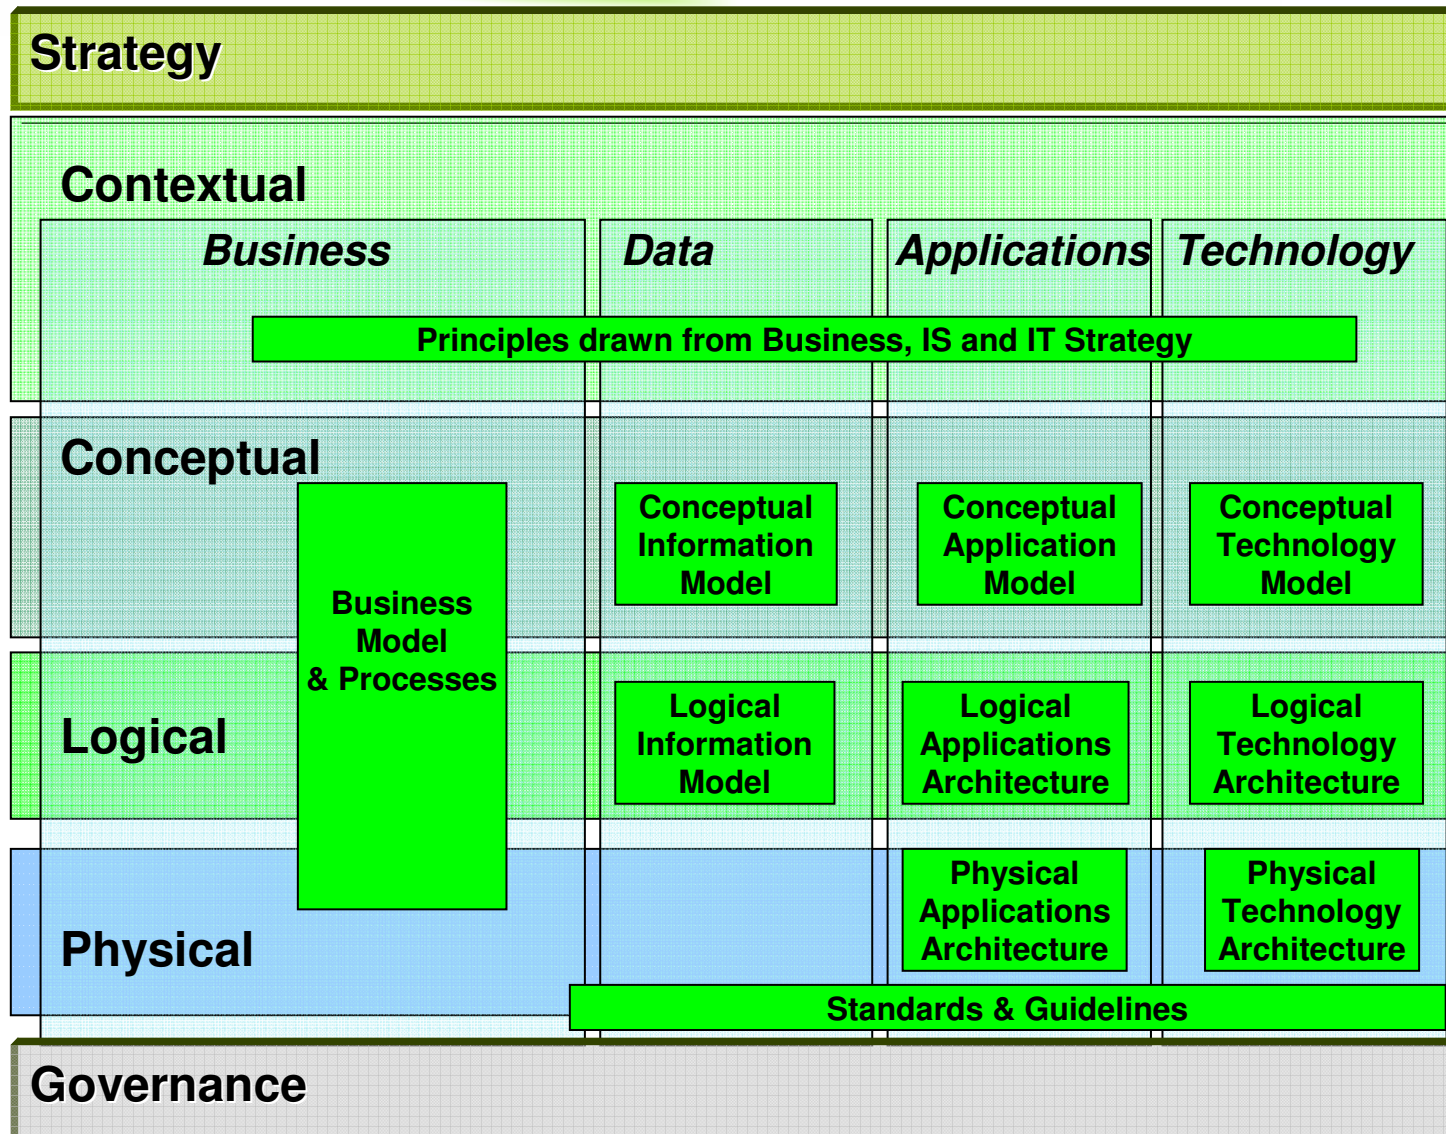 Strategy
Contextual
Business
Data
Applications
Technology
Principles drawn from Business, IS and IT Strategy
Conceptual
Business
Model
& Processes
Conceptual
Information
Model
Conceptual
Application
Model
Conceptual
Technology
Model
Logical
Logical
Information
Model
Logical
Applications
Architecture
Logical
Technology
Architecture
Physical
Physical
Applications
Architecture
Physical
Technology
Architecture
Standards & Guidelines
Governance